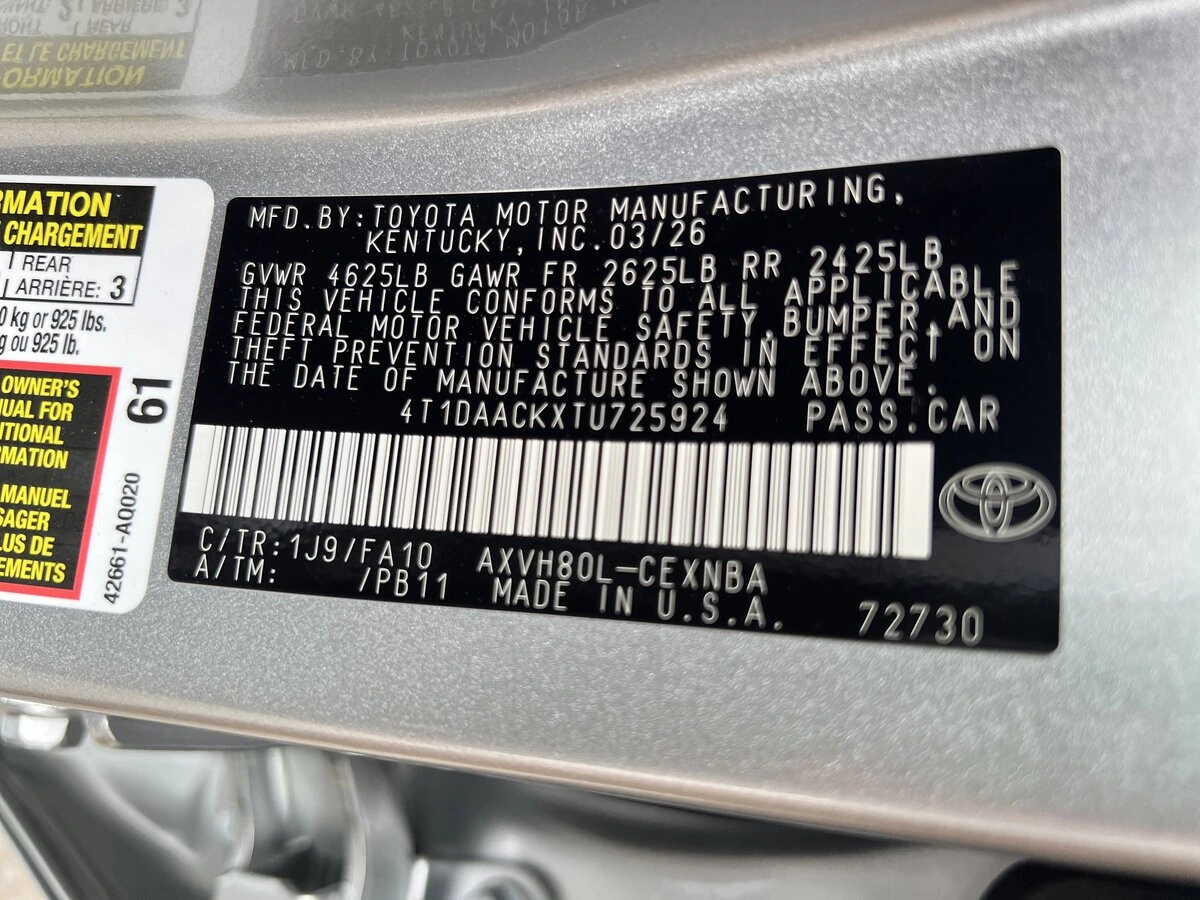 RMATION
CHARGEMENT
REAR
ARRIÈRE: 3
0 kg or 925 lbs.
g ou 925 lb.
OWNER'S
UAL FOR
ITIONAL
RMATION
MANUEL
SAGER
LUS DE
EMENTS
61
42661-A0020
MFD.BY:TOYOTA MOTOR MANUFACTURING,
KENTUCKY,INC.03/26
GVWR 4625LB GAWR FR 2625LB RR 2425LB
THIS VEHICLE CONFORMS TO ALL APPLICABLE
FEDERAL MOTOR VEHICLE SAFETY,BUMPER,AND
THEFT PREVENTION STANDARDS IN EFFECT ON
THE DATE OF MANUFACTURE SHOWN ABOVE.
4T1DAACKXTU725924 PASS.CAR
C/TR:1J9/FA10 AXVH80L-CEXNBA
A/TM: /PB11 MADE IN U.S.A. 72730